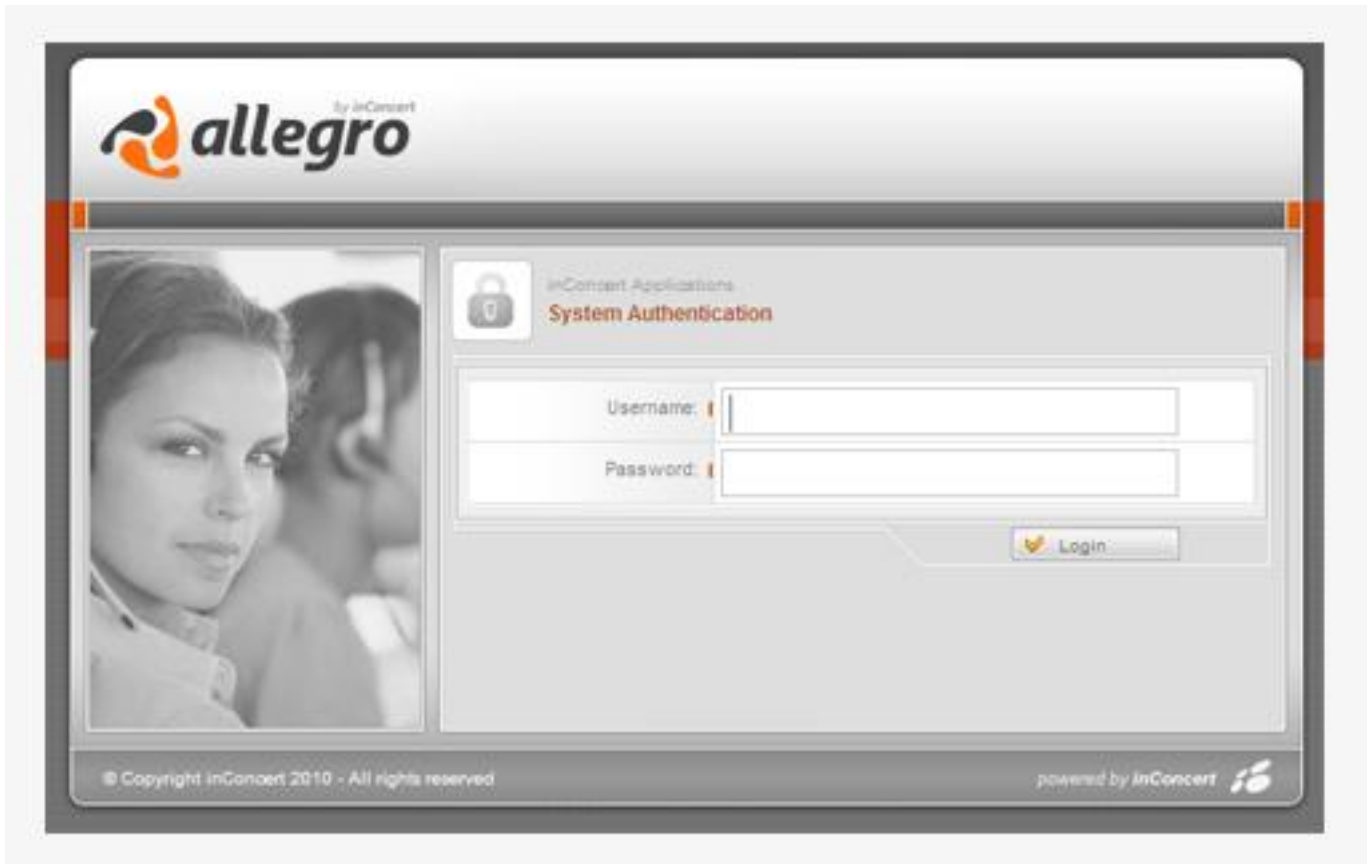 by inConcert
allegro
inConcert Applications
System Authentication
Username:
Password:
Login
© Copyright inConcert 2010 - All rights reserved
powered by inConcert